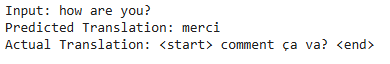 Input: how are you?
Predicted Translation: merci
Actual Translation: <start> comment ça va? <end>